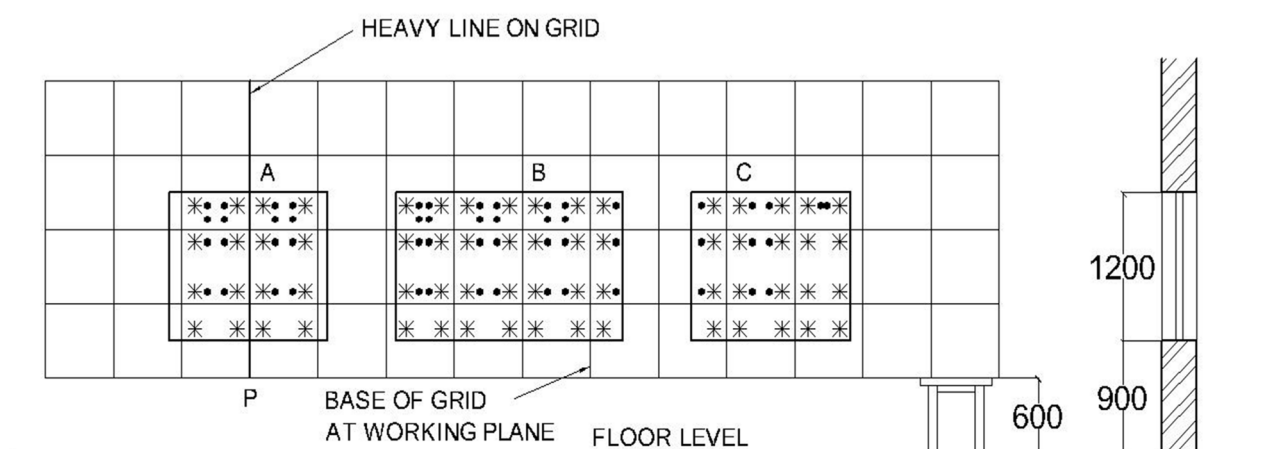 HEAVY LINE ON GRID
A
B
C
1200
P
BASE OF GRID
AT WORKING PLANE
FLOOR LEVEL
600
900